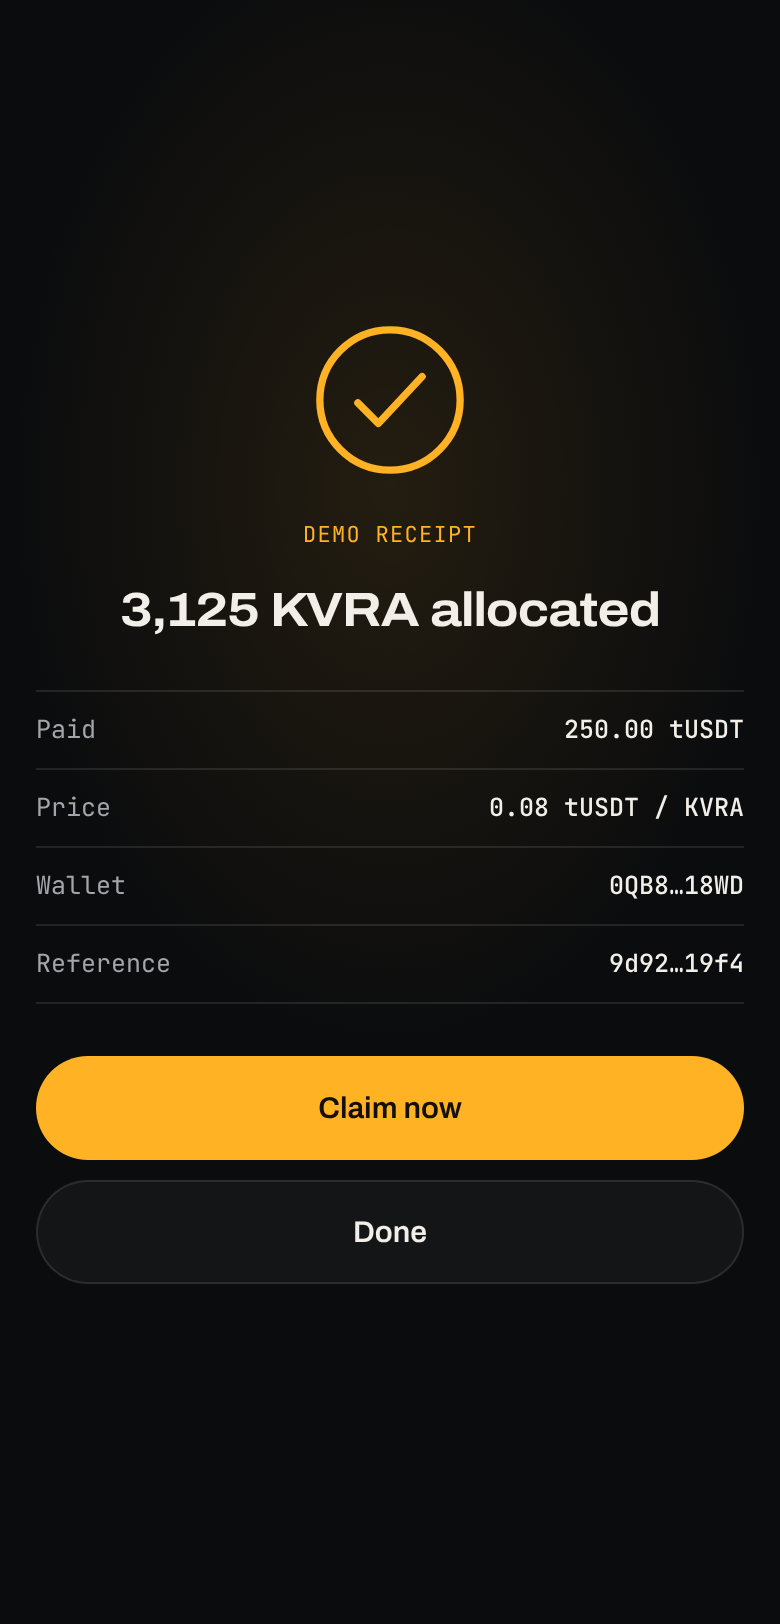 DEMO RECEIPT
3,125 KVRA allocated
Paid 250.00 tUSDT
Price 0.08 tUSDT / KVRA
Wallet 0QB8…18WD
Reference 9d92…19f4
Claim now
Done